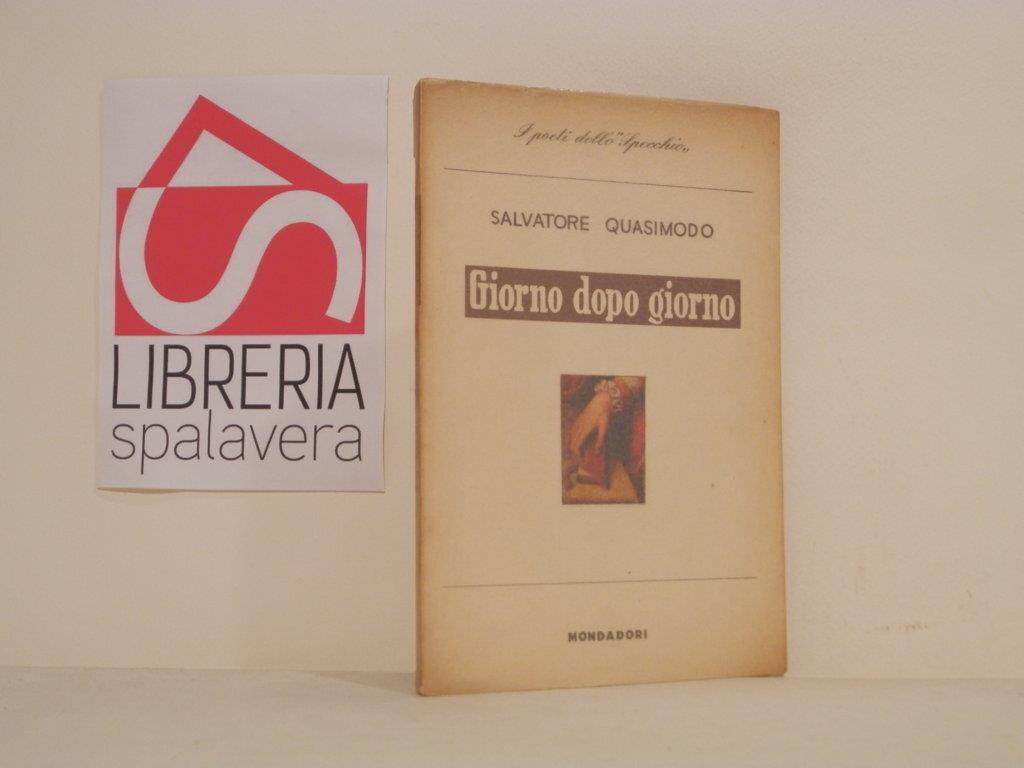 LIBRERIA
spalavera
I poeti dello "Specchio„
SALVATORE QUASIMODO
Giorno dopo giorno
MONDADORI